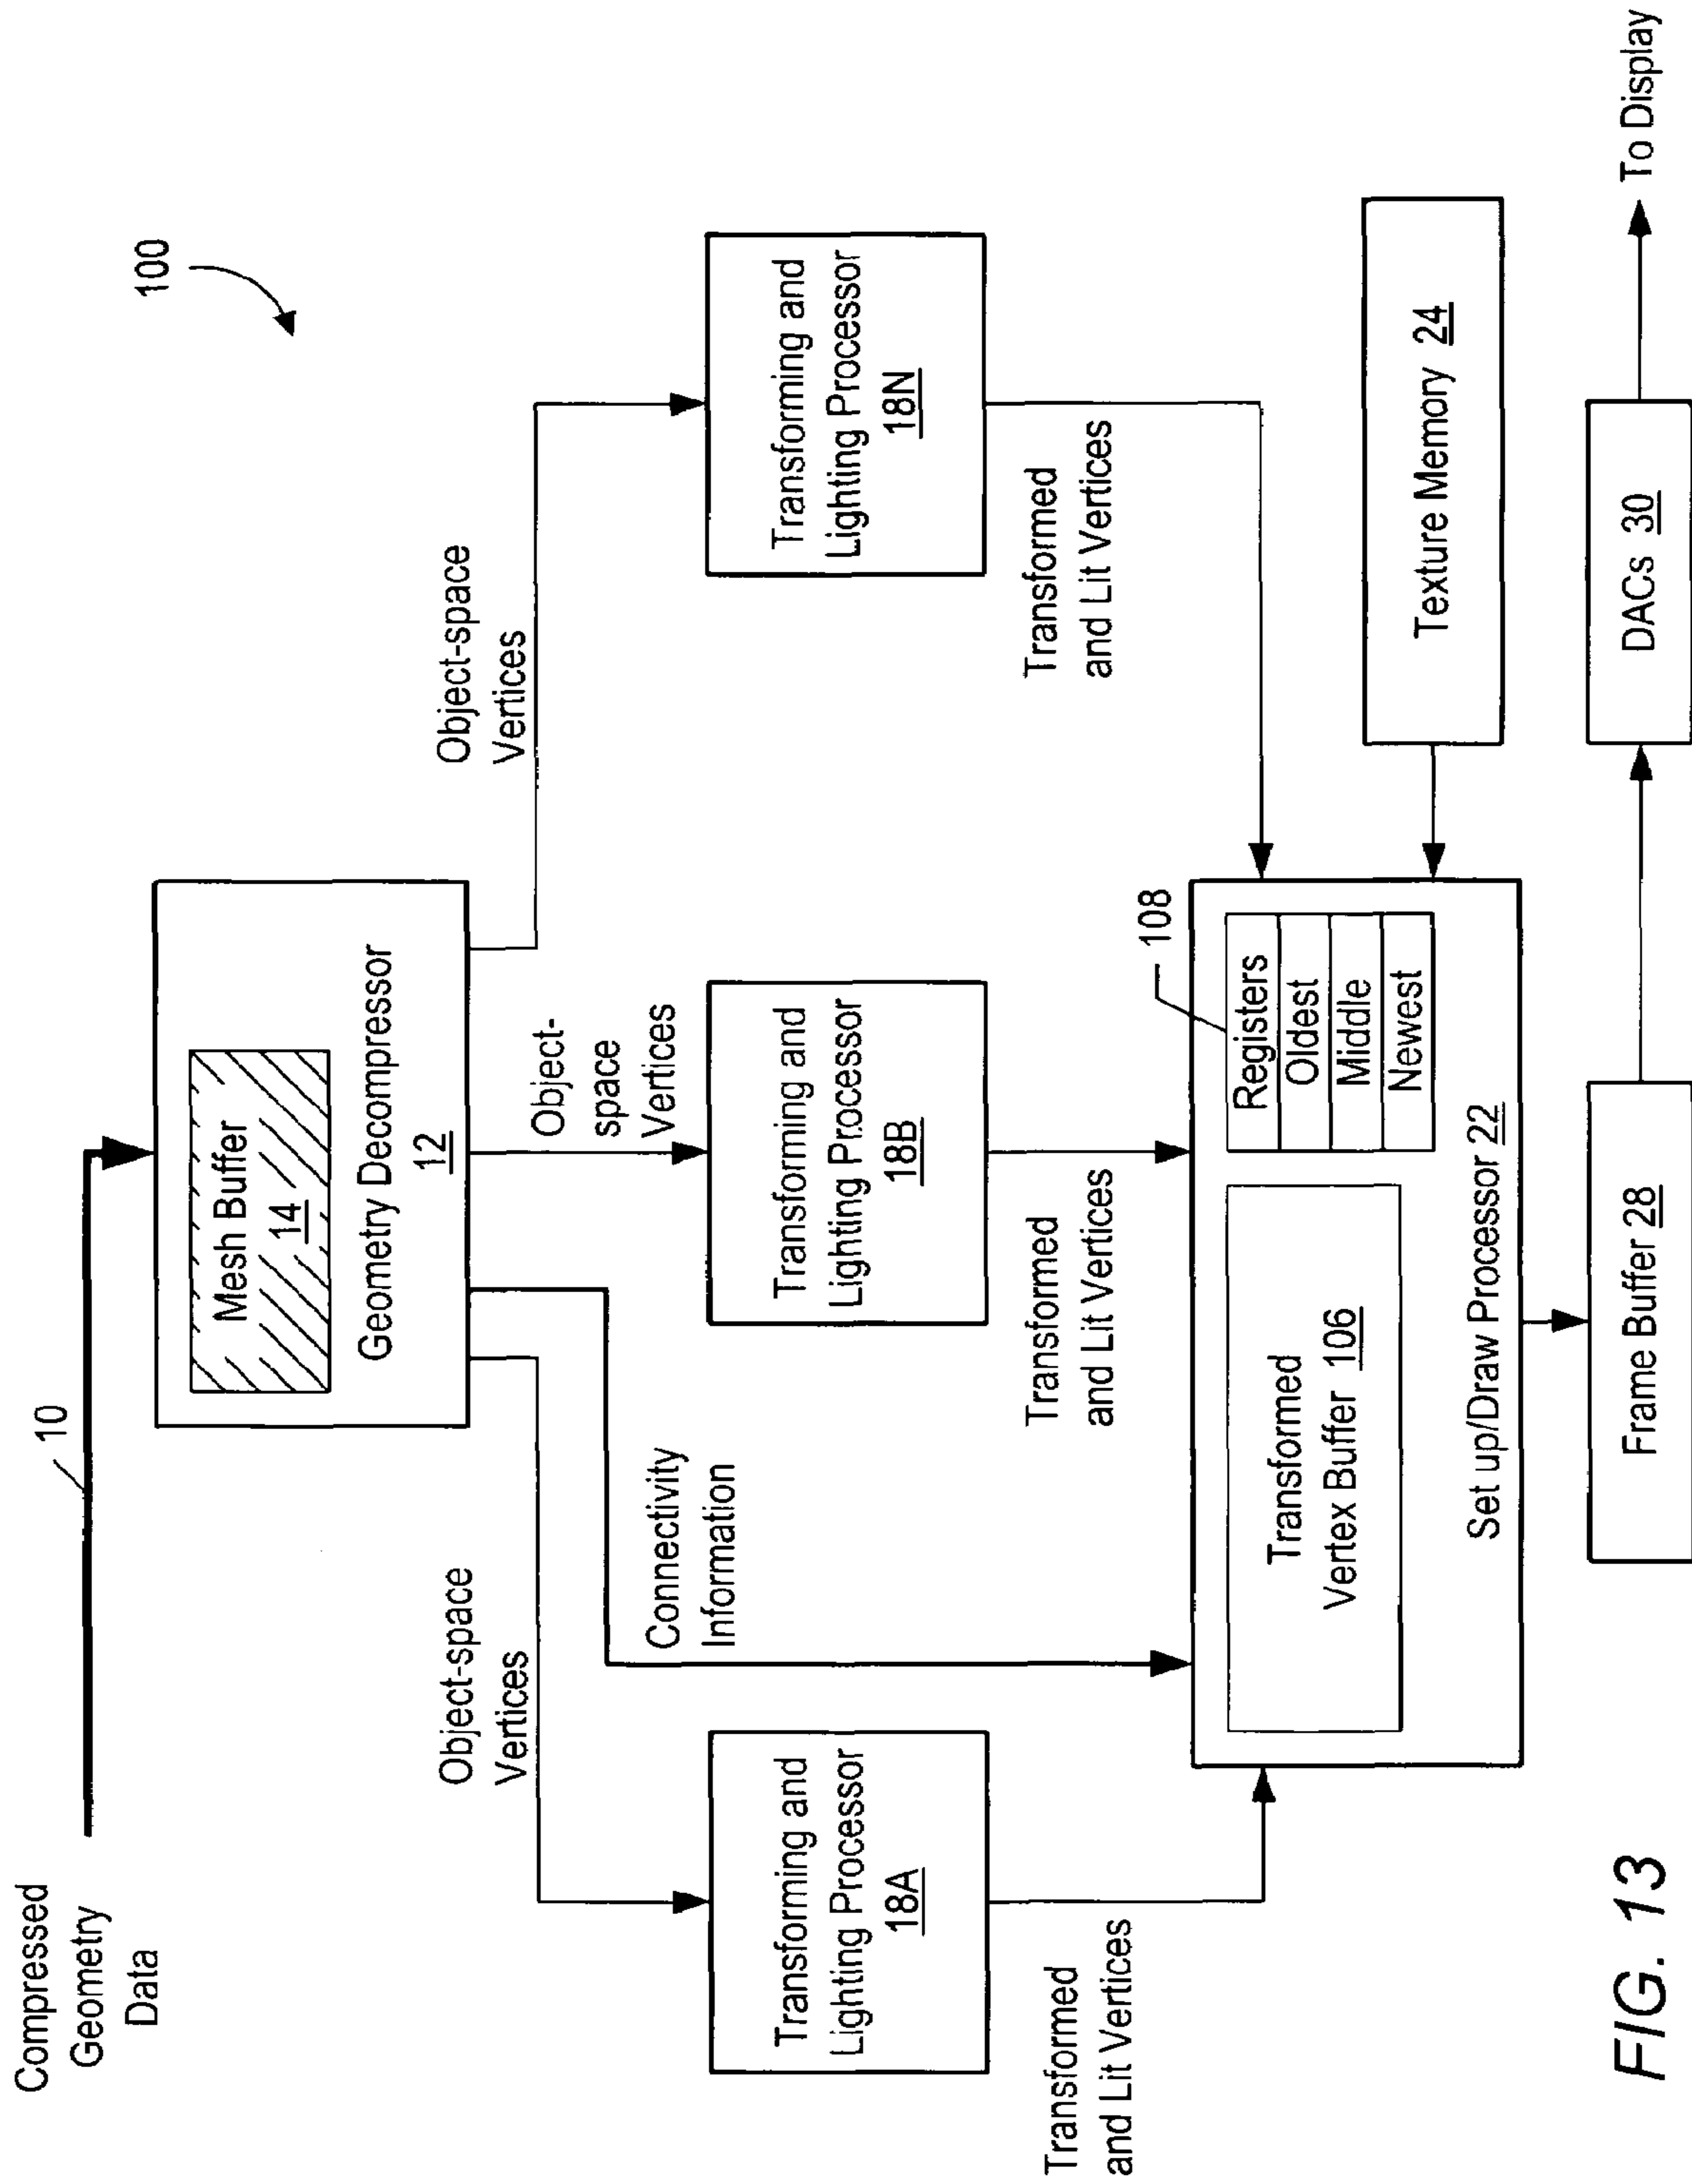 Compressed
Geometry
Data
10
100
Mesh Buffer
14
Geometry Decompressor
12
Object-space
Vertices
Connectivity
Information
Object-
space
Vertices
Object-space
Vertices
Transforming and
Lighting Processor
18A
Transforming and
Lighting Processor
18B
Transforming and
Lighting Processor
18N
Transformed
and Lit Vertices
Transformed
and Lit Vertices
Transformed
and Lit Vertices
Transformed
Vertex Buffer 106
108
Registers
Oldest
Middle
Newest
Set up/Draw Processor 22
Texture Memory 24
Frame Buffer 28
DACs 30
To Display
FIG. 13